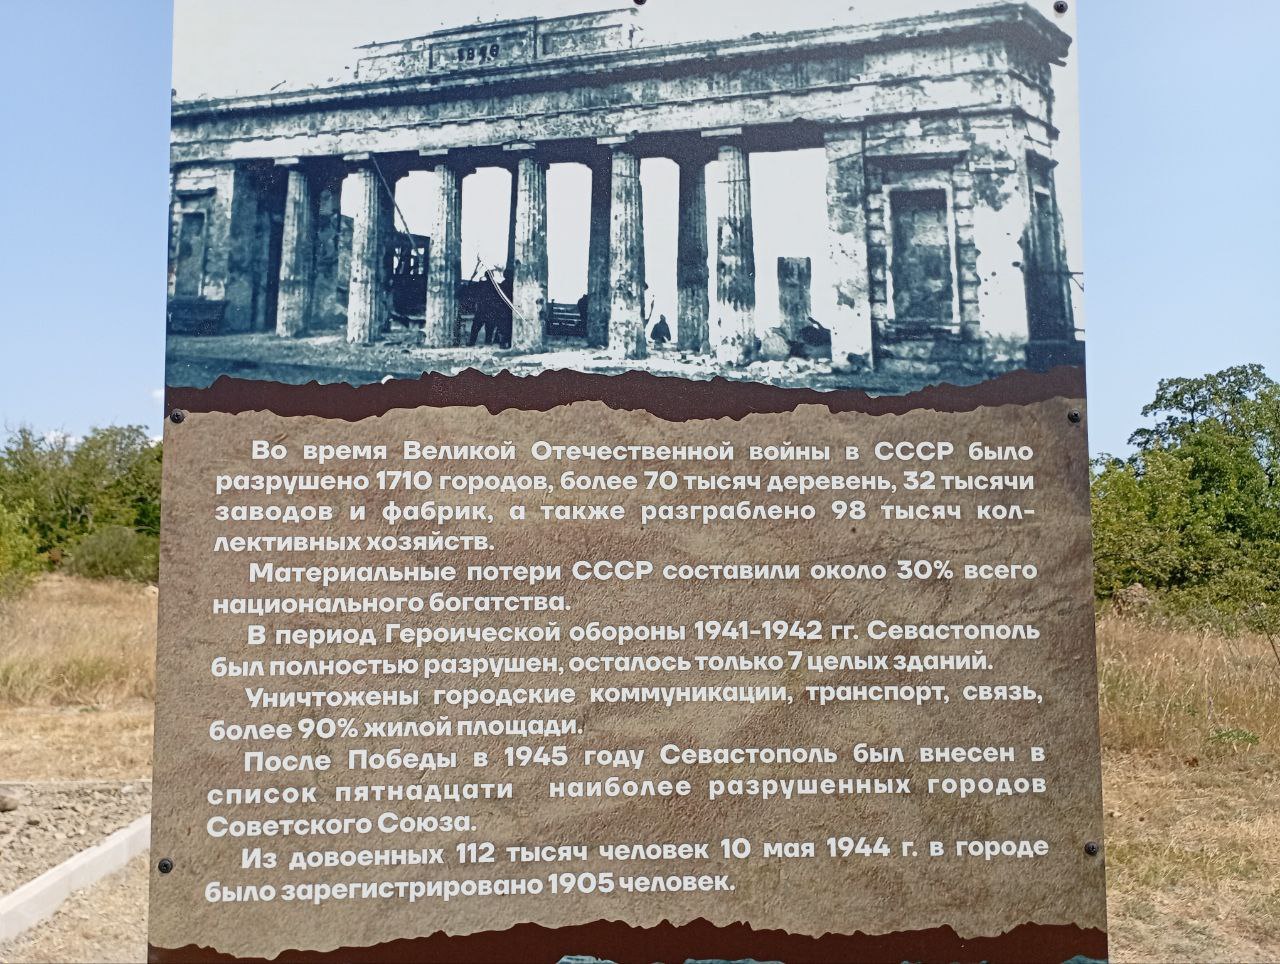 1846
Во время Великой Отечественной войны в СССР было
разрушено 1710 городов, более 70 тысяч деревень, 32 тысячи
заводов и фабрик, а также разграблено 98 тысяч кол-
лективных хозяйств.
Материальные потери СССР составили около 30% всего
национального богатства.
В период Героической обороны 1941-1942 гг. Севастополь
был полностью разрушен, осталось только 7 целых зданий.
Уничтожены городские коммуникации, транспорт, связь,
более 90% жилой площади.
После Победы в 1945 году Севастополь был внесен в
список пятнадцати наиболее разрушенных городов
Советского Союза.
Из довоенных 112 тысяч человек 10 мая 1944 г. в городе
было зарегистрировано 1905 человек.